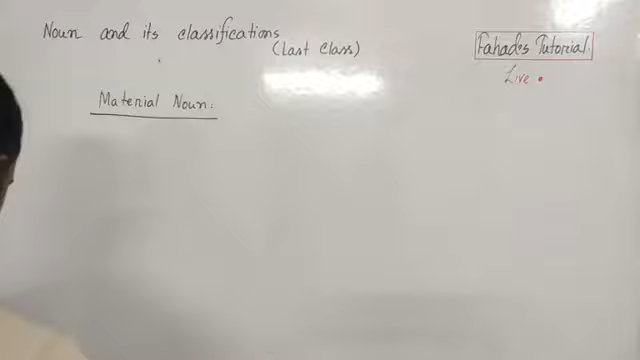 Noun and its classifications
(Last Class)
Fahades Tutorial.
Live
Material Noun: